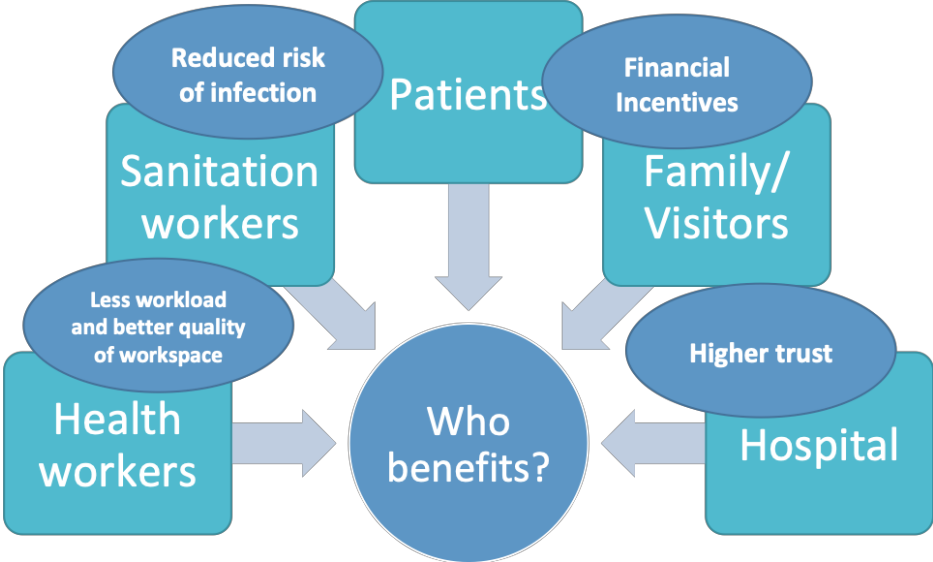 Reduced risk
of infection
Patients
Financial
Incentives
Sanitation
workers
Family/
Visitors
Less workload
and better quality
of workspace
Higher trust
Health
workers
Who
benefits?
Hospital